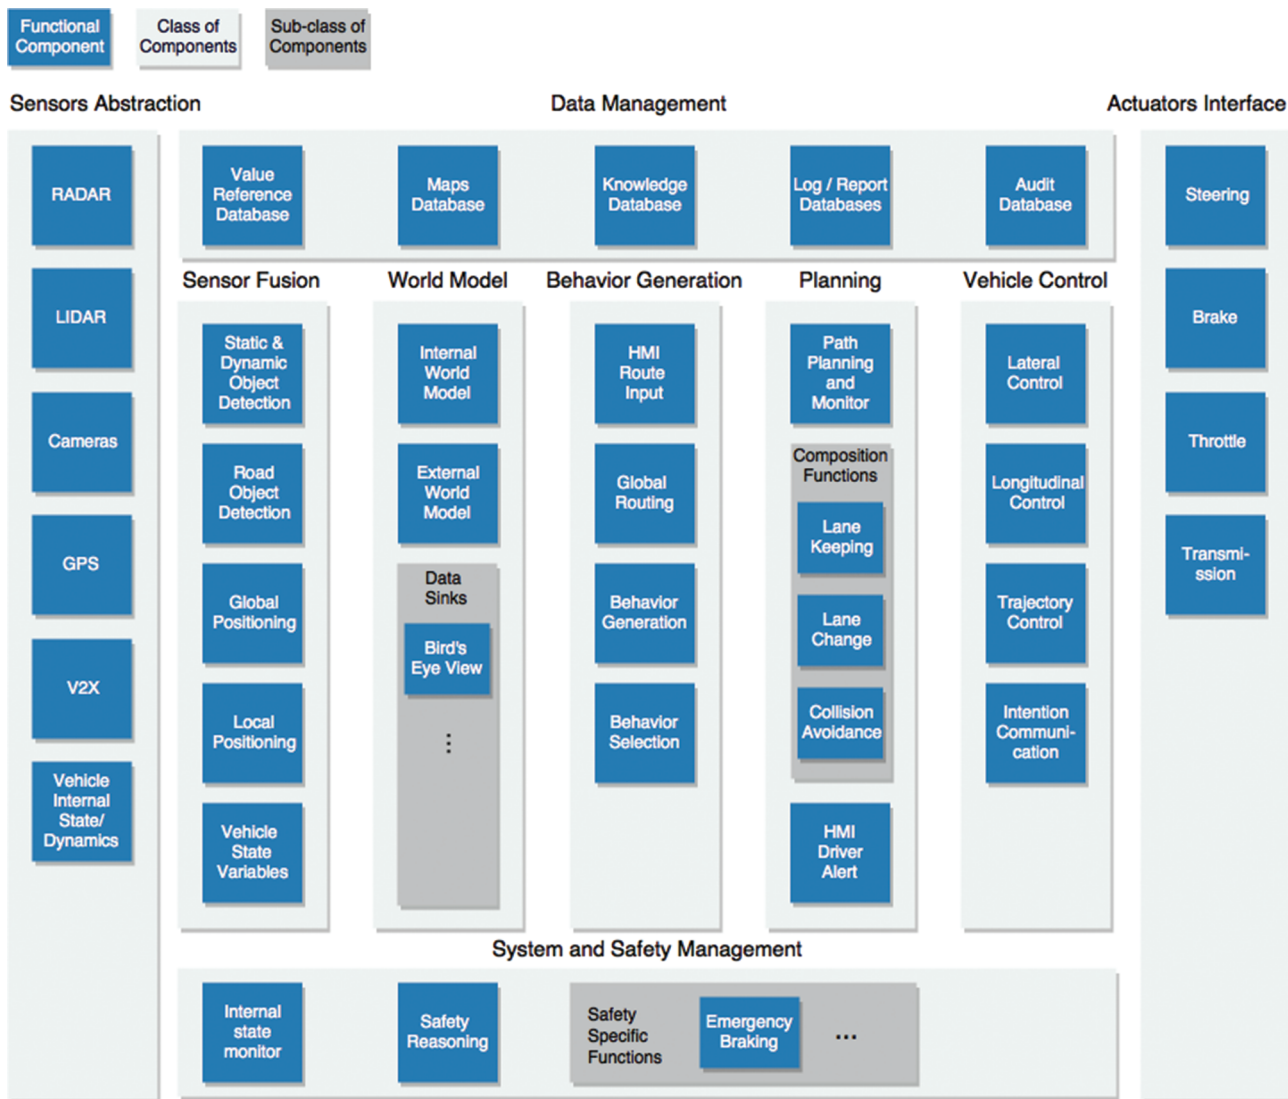 Functional
Component
Class of
Components
Sub-class of
Components
Sensors Abstraction
Data Management
Actuators Interface
RADAR
LIDAR
Cameras
GPS
V2X
Vehicle
Internal
State/
Dynamics
Value
Reference
Database
Maps
Database
Knowledge
Database
Log / Report
Databases
Audit
Database
Sensor Fusion
Static &
Dynamic
Object
Detection
Road
Object
Detection
Global
Positioning
Local
Positioning
Vehicle
State
Variables
World Model
Internal
World
Model
External
World
Model
Data
Sinks
Bird's
Eye View
⋮
Behavior Generation
HMI
Route
Input
Global
Routing
Behavior
Generation
Behavior
Selection
Planning
Path
Planning
and
Monitor
Composition
Functions
Lane
Keeping
Lane
Change
Collision
Avoidance
HMI
Driver
Alert
Vehicle Control
Lateral
Control
Longitudinal
Control
Trajectory
Control
Intention
Communi-
cation
Steering
Brake
Throttle
Transmi-
ssion
System and Safety Management
Internal
state
monitor
Safety
Reasoning
Safety
Specific
Functions
Emergency
Braking
...